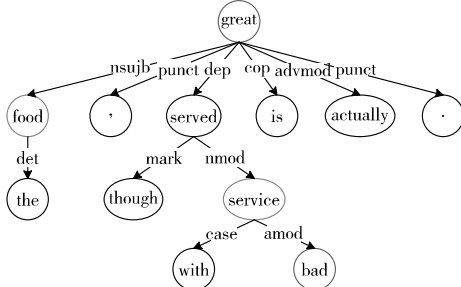 great
nsujb punct dep cop advmod punct
food , served is actually .
det mark nmod
the though service
case amod
with bad